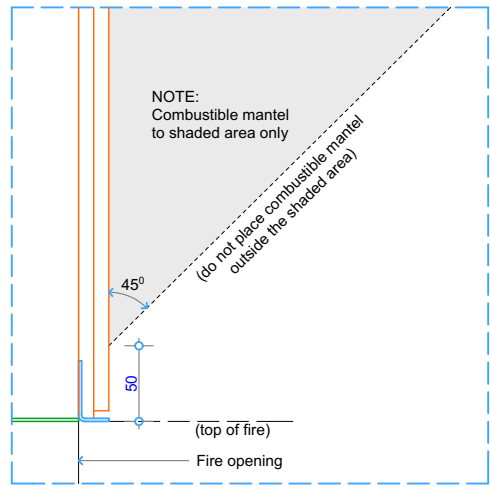 NOTE:
Combustible mantel
to shaded area only
(do not place combustible mantel
outside the shaded area)
45⁰
50
(top of fire)
Fire opening